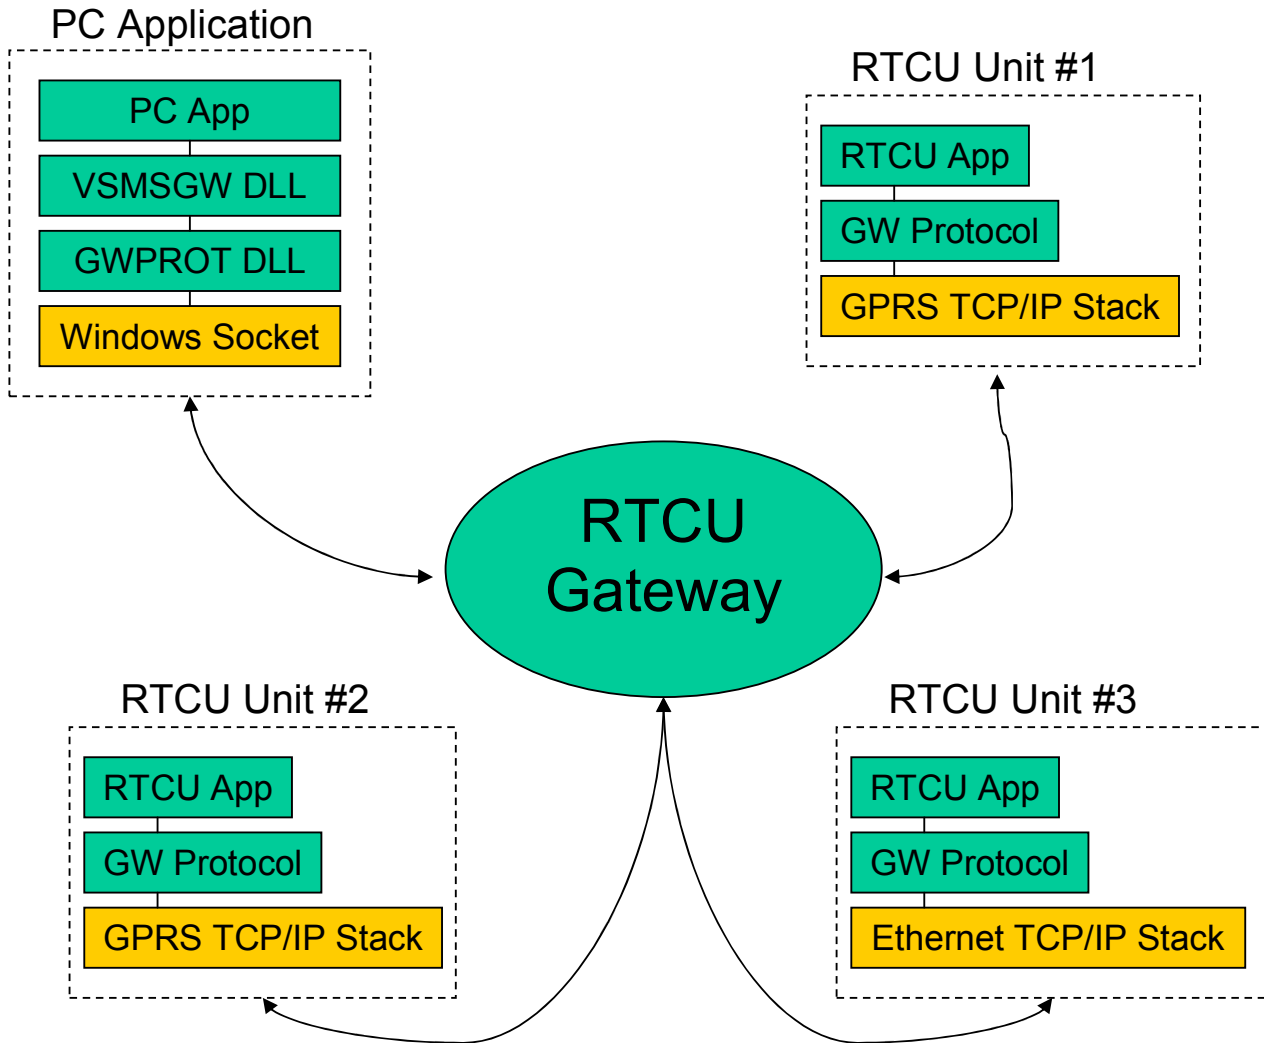 PC Application
PC App
VSMSGW DLL
GWPROT DLL
Windows Socket
RTCU Unit #1
RTCU App
GW Protocol
GPRS TCP/IP Stack
RTCU
Gateway
RTCU Unit #2
RTCU App
GW Protocol
GPRS TCP/IP Stack
RTCU Unit #3
RTCU App
GW Protocol
Ethernet TCP/IP Stack